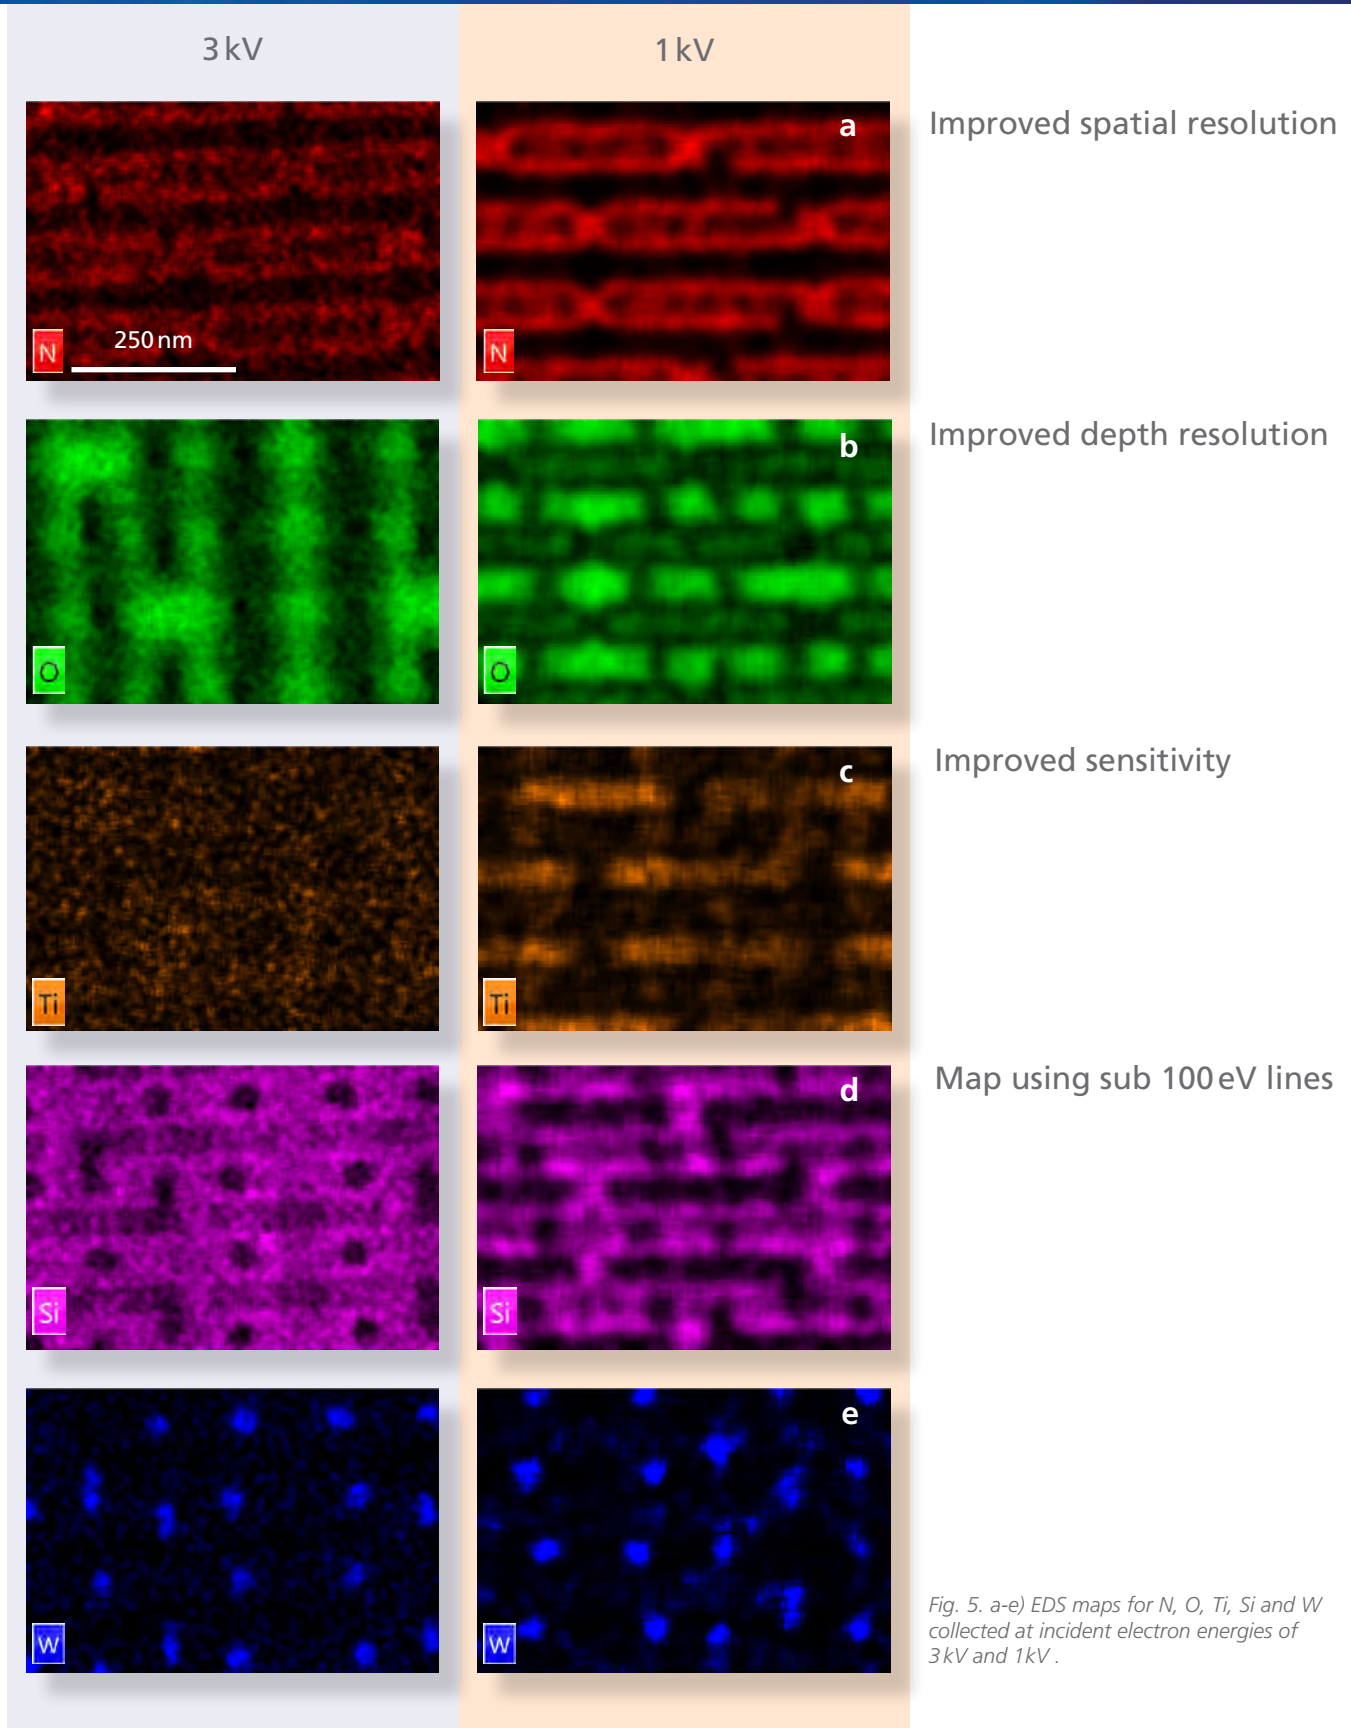 3 kV
1 kV
a
Improved spatial resolution
N
250 nm
N
b
Improved depth resolution
O
O
c
Improved sensitivity
Ti
Ti
d
Map using sub 100 eV lines
Si
Si
e
W
W
Fig. 5. a-e) EDS maps for N, O, Ti, Si and W
collected at incident electron energies of
3 kV and 1kV .